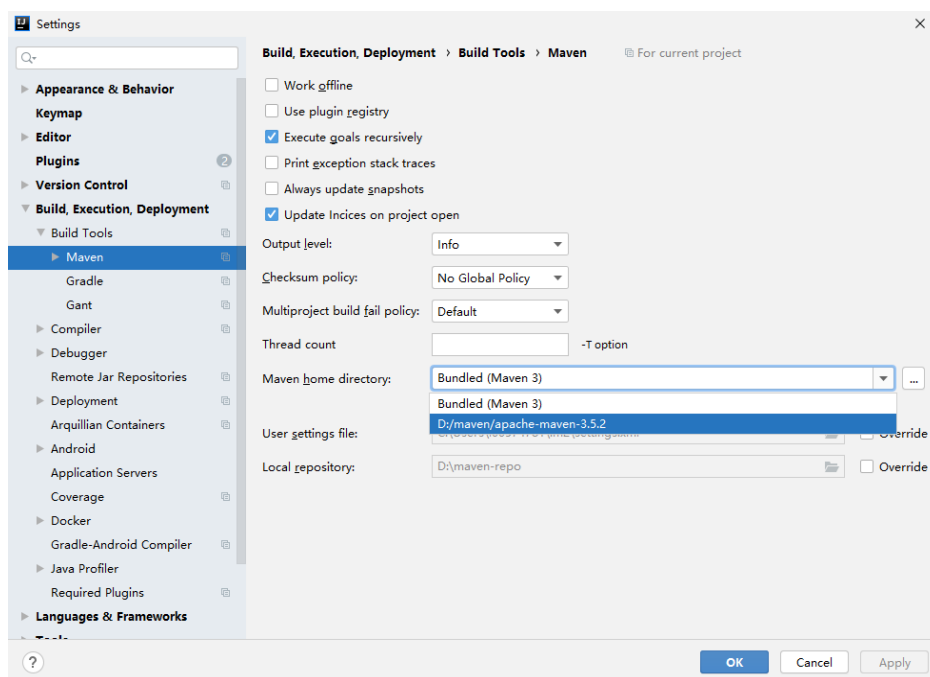 Settings
Build, Execution, Deployment › Build Tools › Maven For current project
Appearance & Behavior
Keymap
Editor
Plugins 2
Version Control
Build, Execution, Deployment
Build Tools
Maven
Gradle
Gant
Compiler
Debugger
Remote Jar Repositories
Deployment
Arquillian Containers
Android
Application Servers
Coverage
Docker
Gradle-Android Compiler
Java Profiler
Required Plugins
Languages & Frameworks
Work offline
Use plugin registry
Execute goals recursively
Print exception stack traces
Always update snapshots
Update Incices on project open
Output level: Info
Checksum policy: No Global Policy
Multiproject build fail policy: Default
Thread count -T option
Maven home directory: Bundled (Maven 3) ...
Bundled (Maven 3)
D:/maven/apache-maven-3.5.2
User settings file: Override
Local repository: D:\maven-repo Override
? OK Cancel Apply